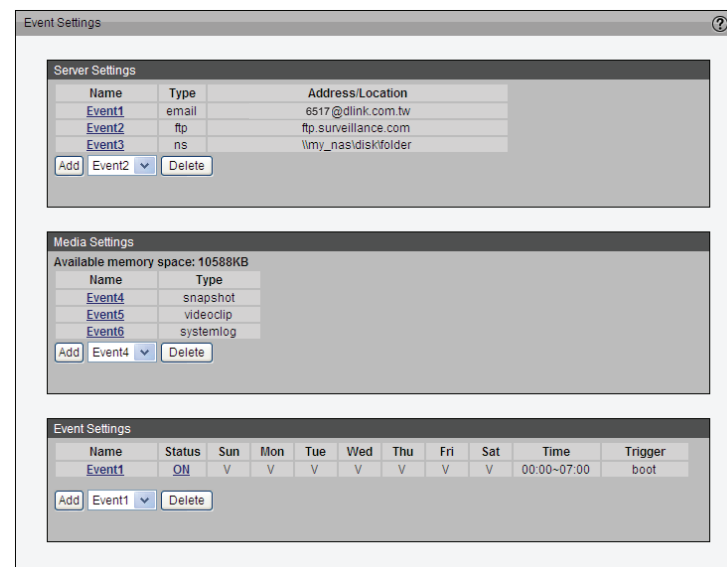 Event Settings ?
Server Settings
Name Type Address/Location
Event1 email 6517@dlink.com.tw
Event2 ftp ftp.surveillance.com
Event3 ns \\my_nas\disk\folder
Add Event2 Delete
Media Settings
Available memory space: 10588KB
Name Type
Event4 snapshot
Event5 videoclip
Event6 systemlog
Add Event4 Delete
Event Settings
Name Status Sun Mon Tue Wed Thu Fri Sat Time Trigger
Event1 ON V V V V V V V 00:00~07:00 boot
Add Event1 Delete